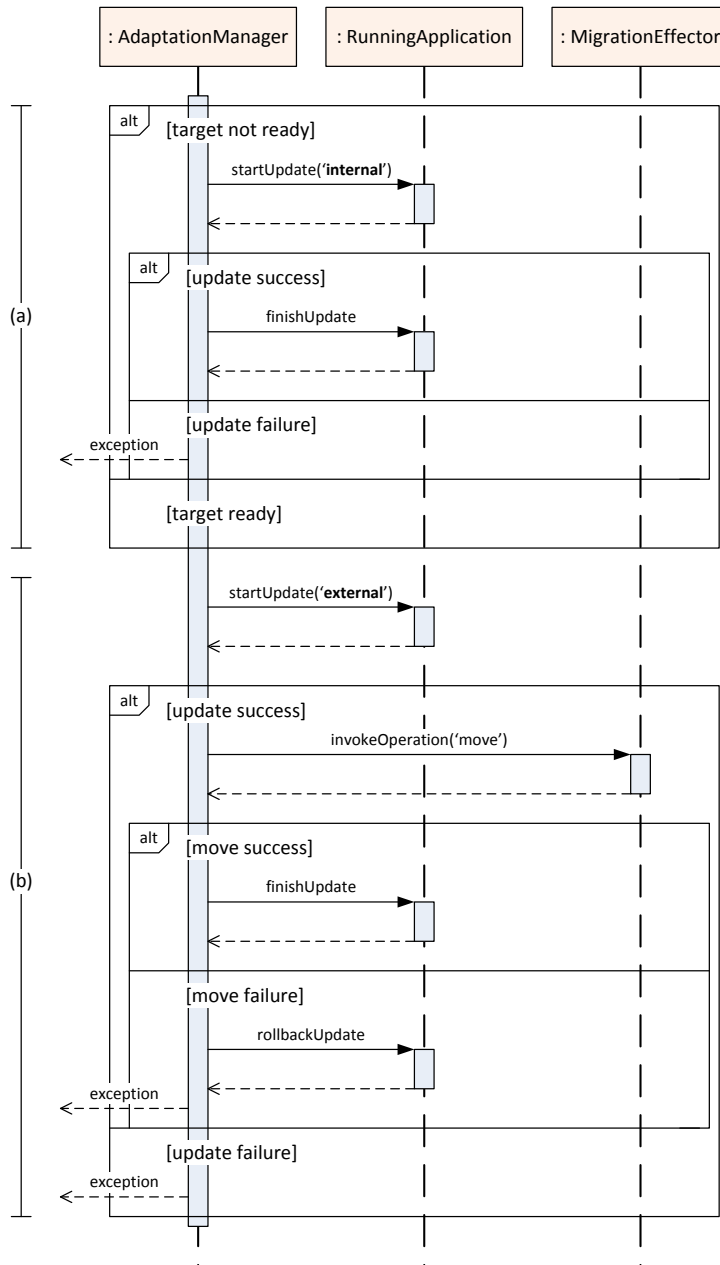 : AdaptationManager
: RunningApplication
: MigrationEffector
alt
[target not ready]
startUpdate(‘internal’)
alt
[update success]
(a)
finishUpdate
[update failure]
exception
[target ready]
startUpdate(‘external’)
alt
[update success]
invokeOperation(‘move’)
alt
[move success]
(b)
finishUpdate
[move failure]
rollbackUpdate
exception
[update failure]
exception